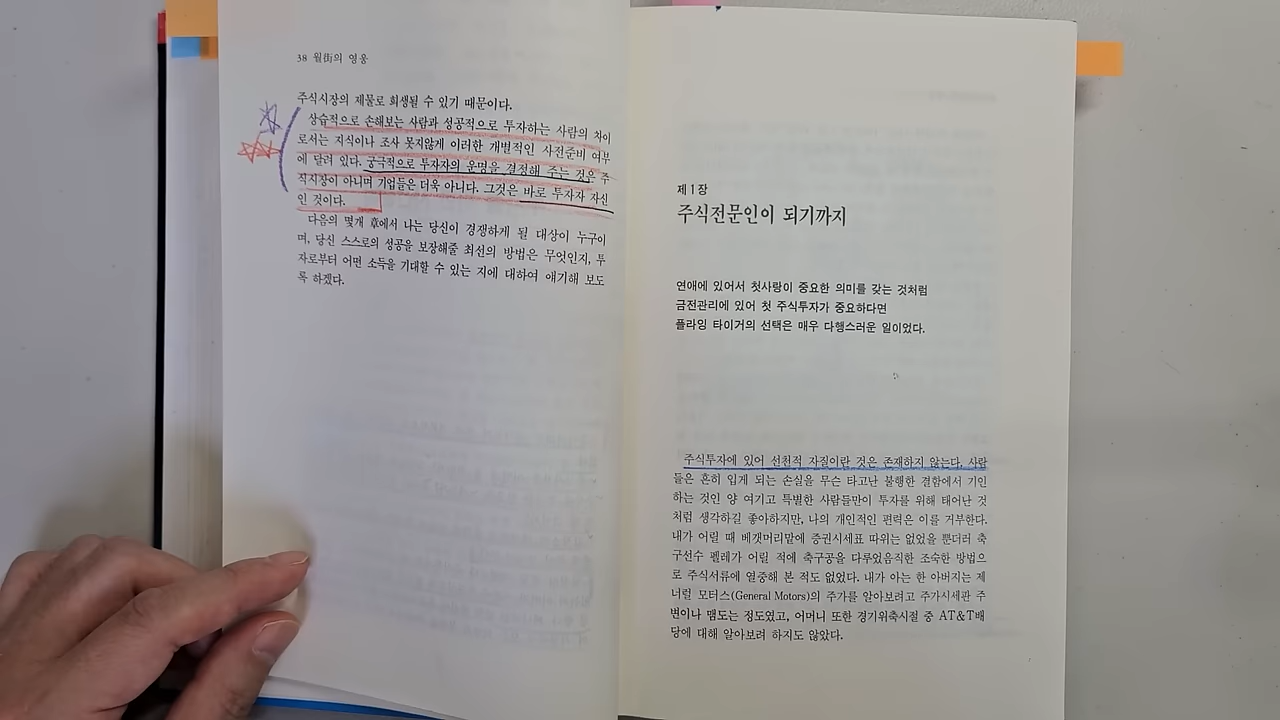 38 월街의 영웅
주식시장의 제물로 희생될 수 있기 때문이다.
상습적으로 손해보는 사람과 성공적으로 투자하는 사람의 차이
로서는 지식이나 조사 못지않게 이러한 개별적인 사전준비 여부
에 달려 있다. 궁극적으로 투자자의 운명을 결정해 주는 것은 주
식시장이 아니며 기업들은 더욱 아니다. 그것은 바로 투자자 자신
인 것이다.
다음의 몇개 章에서 나는 당신이 경쟁하게 될 대상이 누구이
며, 당신 스스로의 성공을 보장해줄 최선의 방법은 무엇인지, 투
자로부터 어떤 소득을 기대할 수 있는 지에 대하여 얘기해 보도
록 하겠다.
제1장
주식전문인이 되기까지
연애에 있어서 첫사랑이 중요한 의미를 갖는 것처럼
금전관리에 있어 첫 주식투자가 중요하다면
플라잉 타이거의 선택은 매우 다행스러운 일이었다.
주식투자에 있어 선천적 자질이란 것은 존재하지 않는다. 사람
들은 흔히 입게 되는 손실을 무슨 타고난 불행한 결함에서 기인
하는 것인 양 여기고 특별한 사람들만이 투자를 위해 태어난 것
처럼 생각하길 좋아하지만, 나의 개인적인 편력은 이를 거부한다.
내가 어릴 때 베갯머리맡에 증권시세표 따위는 없었을 뿐더러 축
구선수 펠레가 어릴 적에 축구공을 다루었음직한 조숙한 방법으
로 주식서류에 열중해 본 적도 없었다. 내가 아는 한 아버지는 제
너럴 모터스(General Motors)의 주가를 알아보려고 주가시세판 주
변이나 맴도는 정도였고, 어머니 또한 경기위축시절 중 AT&T배
당에 대해 알아보려 하지도 않았다.